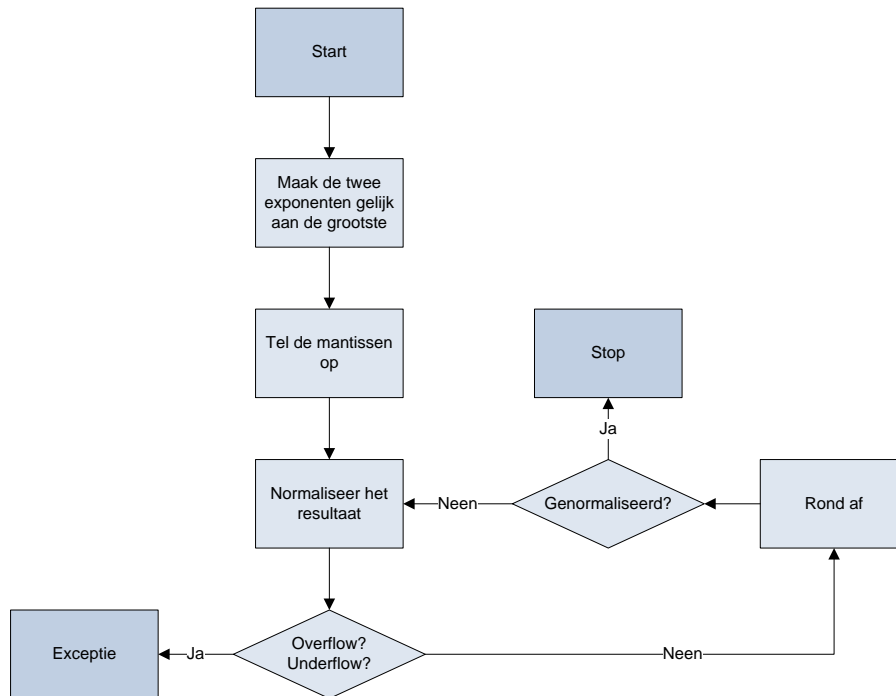 Start
Maak de twee
exponenten gelijk
aan de grootste
Tel de mantissen
op
Stop
Ja
Normaliseer het
resultaat
Neen
Genormaliseerd?
Rond af
Exceptie
Ja
Overflow?
Underflow?
Neen